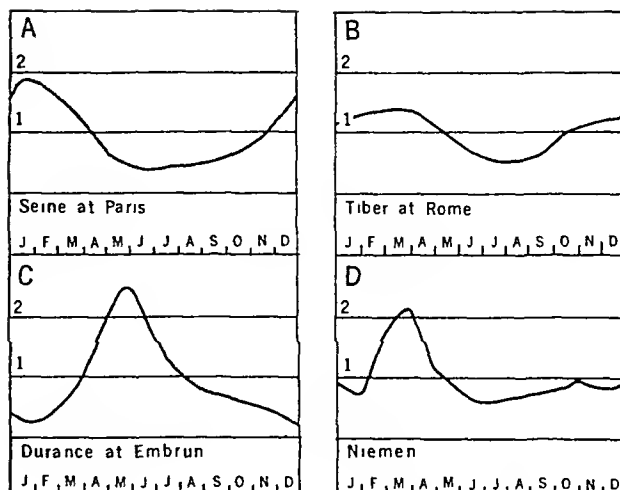 A
2
1
Seine at Paris
J F M A M J J A S O N D
B
2
1
Tiber at Rome
J F M A M J J A S O N D
C
2
1
Durance at Embrun
J F M A M J J A S O N D
D
2
1
Niemen
J F M A M J J A S O N D